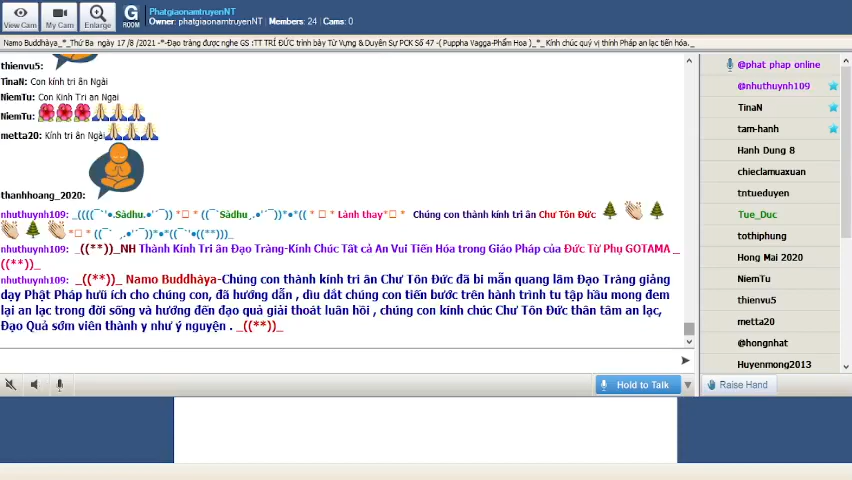 View Cam
My Cam
Enlarge
G
ROOM
PhatgiaonamtruyenNT
Owner: phatgiaonamtruyenNT | Members: 24 | Cams: 0
Namo Buddhàya_*_Thứ Ba ngày 17 /8 /2021 -*-Đạo tràng được nghe GS :TT TRÍ ĐỨC trình bày Từ Vựng & Duyên Sự PCK Số 47 -( Puppha Vagga-Phẩm Hoa )_*_ Kính chúc quý vị thính Pháp an lạc tiến hóa._
thienvu5:
TinaN: Con kính tri ân Ngài
NiemTu: Con Kinh Tri an Ngai
NiemTu:
metta20: Kính tri ân Ngài
thanhhoang_2020:
nhuthuynh109: _((((¯`'•.Sàdhu.•'´¯)) *□ * ((¯`Sàdhu¸.•'´¯))*•*(( * □ * Lành thay*□ * Chúng con thành kính tri ân Chư Tôn Đức
*□ * ((¯` ¸.•'´¯))*•*((¯`'•((**)))_
nhuthuynh109: _((**))_NH Thành Kính Tri ân Đạo Tràng-Kính Chúc Tất cả An Vui Tiến Hóa trong Giáo Pháp của Đức Từ Phụ GOTAMA _
((**))_
nhuthuynh109: _((**))_ Namo Buddhàya-Chúng con thành kính tri ân Chư Tôn Đức đã bi mẫn quang lâm Đạo Tràng giảng
dạy Phật Pháp hưũ ích cho chúng con, đã hướng dẫn , dìu dắt chúng con tiến bước trên hành trình tu tập hầu mong đem
lại an lạc trong đời sống và hướng đến đạo quả giải thoát luân hồi , chúng con kính chúc Chư Tôn Đức thân tâm an lạc,
Đạo Quả sớm viên thành y như ý nguyện . _((**))_
Hold to Talk
@phat phap online
@nhuthuynh109
TinaN
tam-hanh
Hanh Dung 8
chieclamuaxuan
tntueduyen
Tue_Duc
tothiphung
Hong Mai 2020
NiemTu
thienvu5
metta20
@hongnhat
Huyenmong2013
Raise Hand